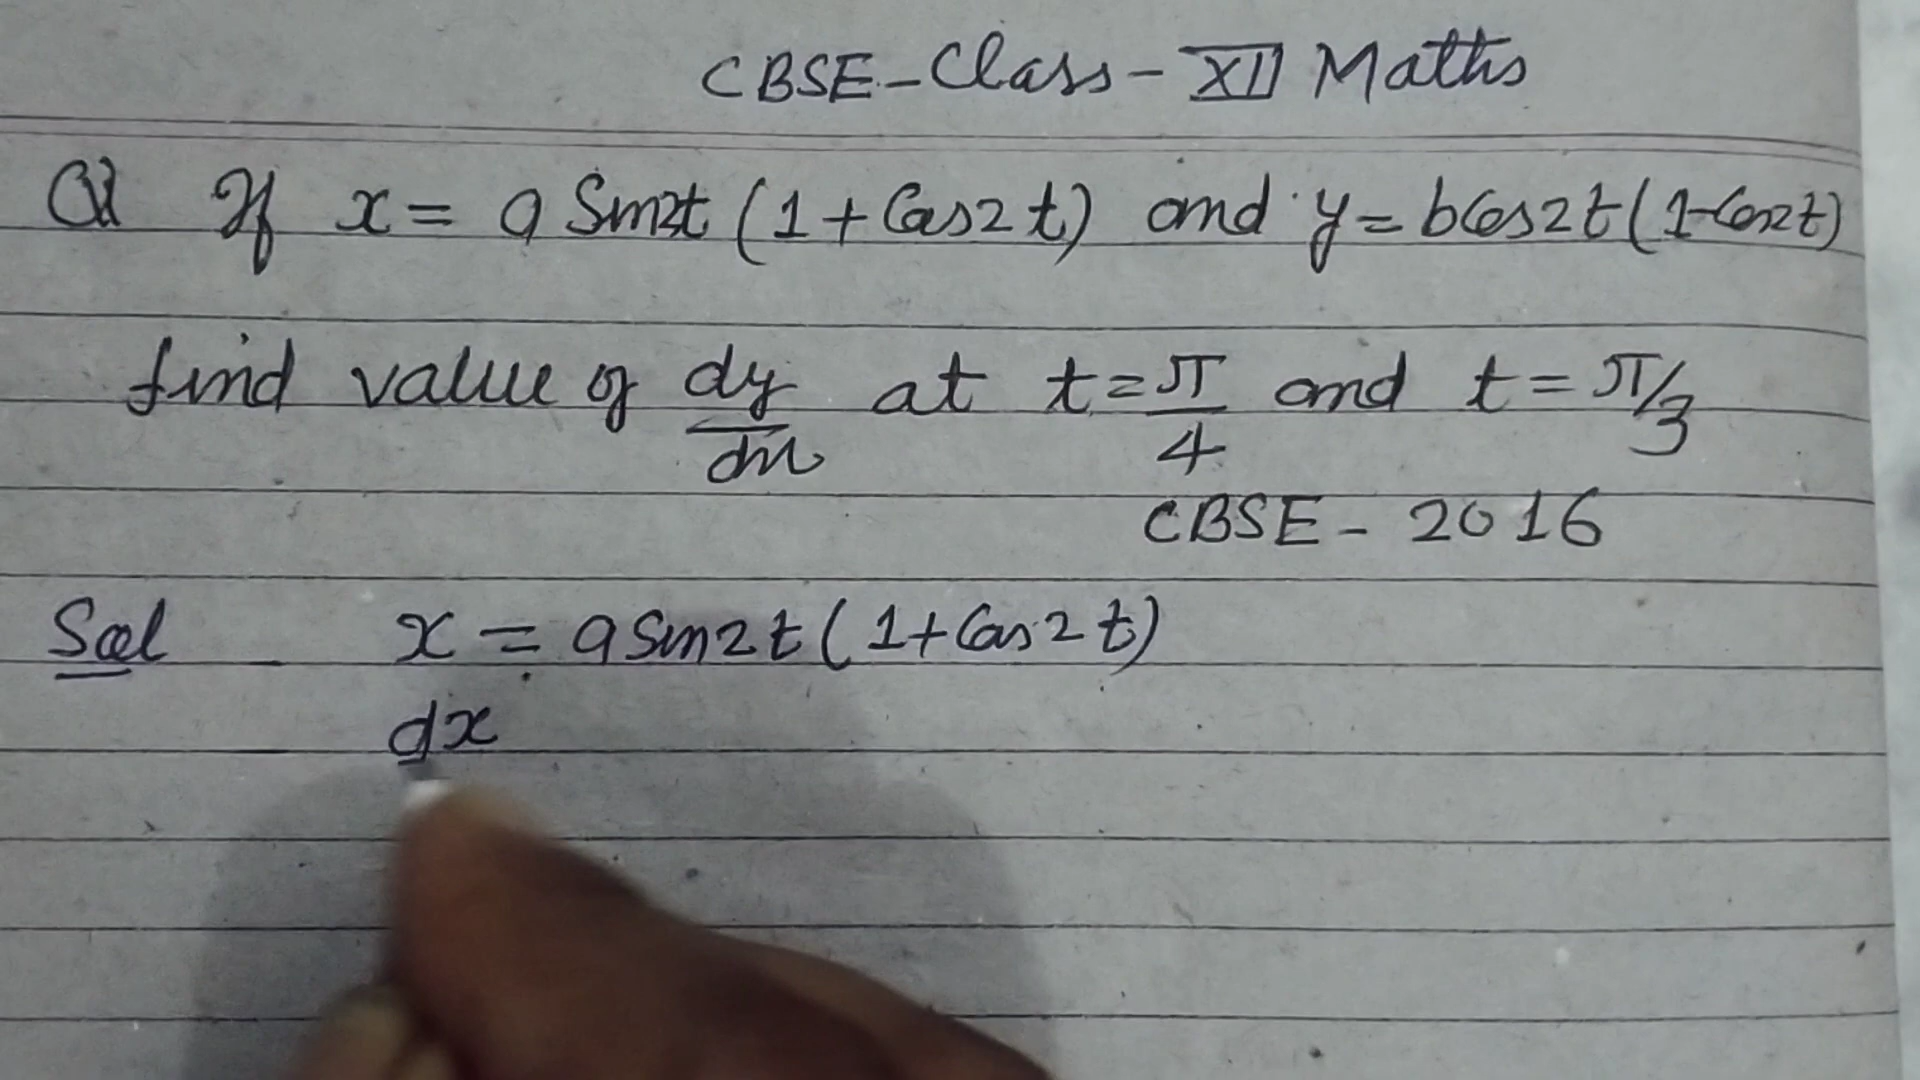 CBSE-Class-XII Maths
Q1 If x = a Sin2t (1 + Cos2t) and y = bCos2t (1-Cos2t)
find value of dy/dx at t = π/4 and t = π/3
CBSE - 2016
Sol x = a Sin2t (1 + Cos2t)
dx